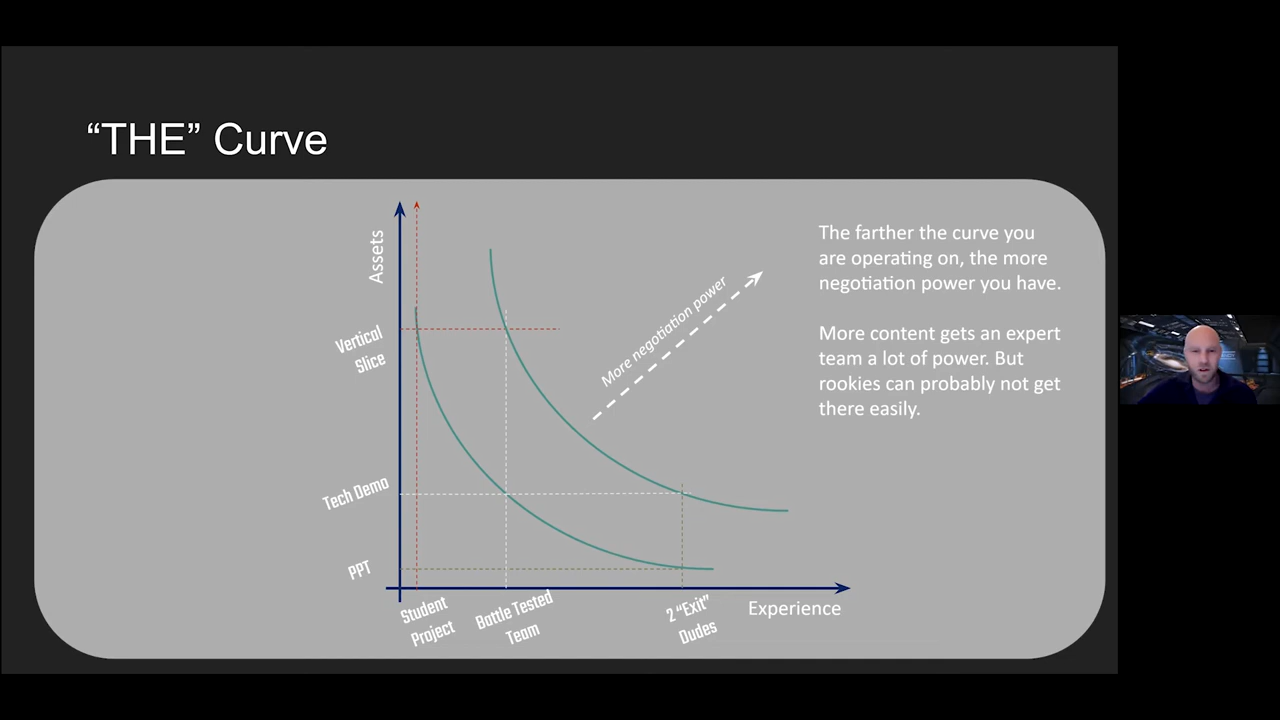 “THE” Curve
Assets
Vertical
Slice
Tech Demo
PPT
Student
Project
Battle Tested
Team
2 “Exit”
Dudes
Experience
More negotiation power
The farther the curve you
are operating on, the more
negotiation power you have.
More content gets an expert
team a lot of power. But
rookies can probably not get
there easily.